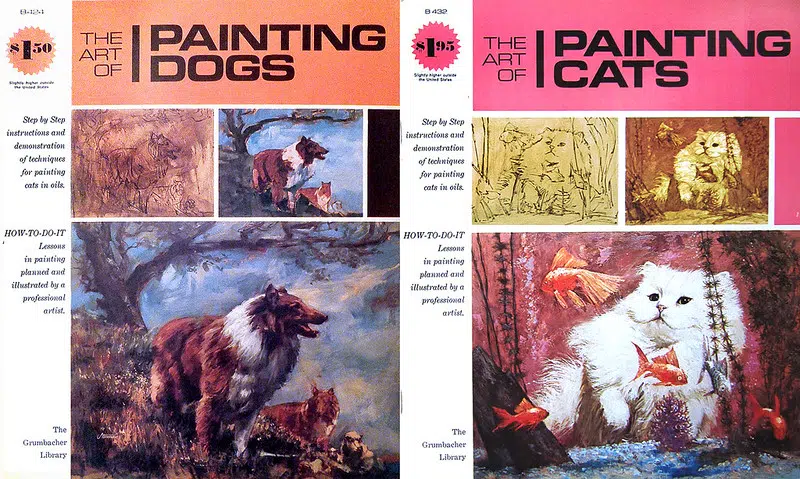 B-424
$1.50
Slightly higher outside
the United States
THE
ART
OF
PAINTING
DOGS
Step by Step
instructions and
demonstration
of techniques
for painting
cats in oils.
HOW-TO-DO-IT
Lessons
in painting
planned and
illustrated by a
professional
artist.
The
Grumbacher
Library
B 432
$1.95
Slightly higher outside
the United States
THE
ART
OF
PAINTING
CATS
Step by Step
instructions and
demonstration
of techniques
for painting
cats in oils.
HOW-TO-DO-IT
Lessons
in painting
planned and
illustrated by a
professional
artist.
The
Grumbacher
Library